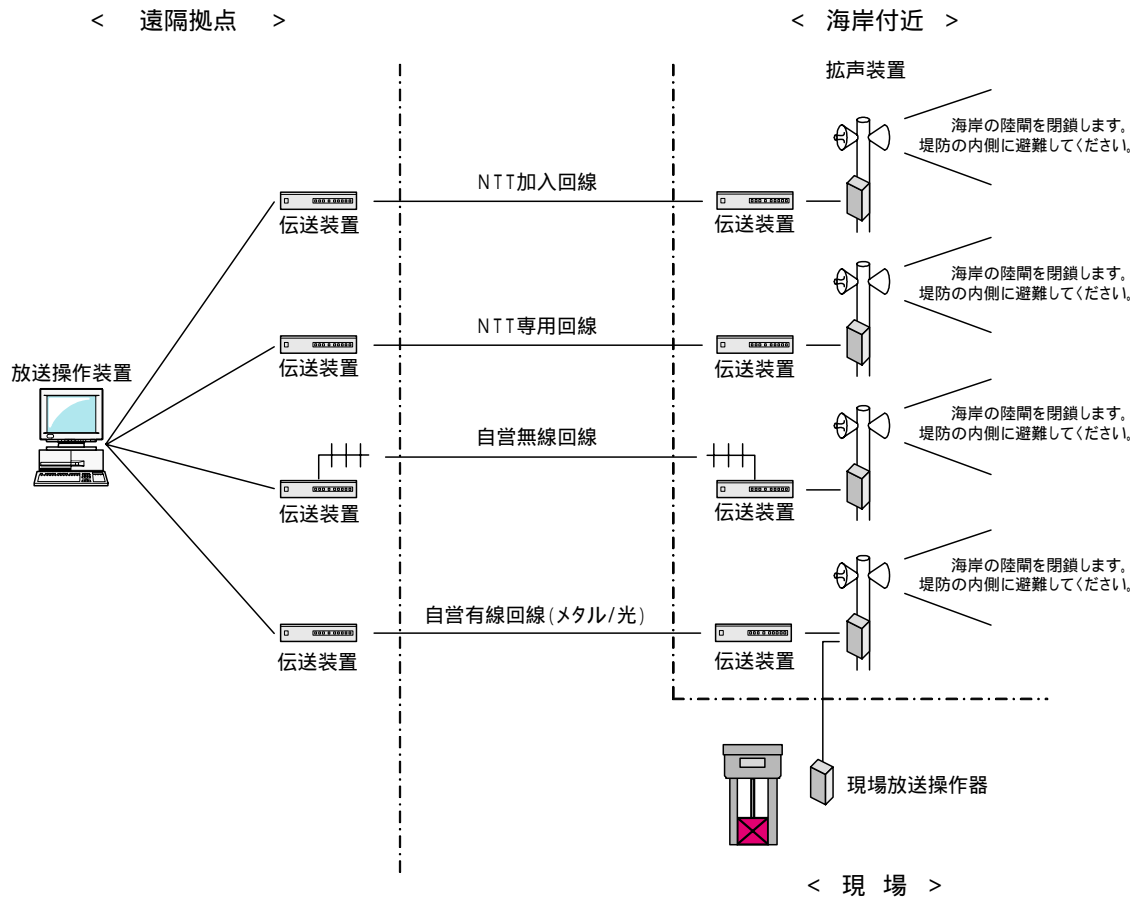 < 遠隔拠点 >
< 海岸付近 >
拡声装置
海岸の陸閘を閉鎖します。
堤防の内側に避難してください。
NTT加入回線
伝送装置
伝送装置
海岸の陸閘を閉鎖します。
堤防の内側に避難してください。
NTT専用回線
伝送装置
伝送装置
放送操作装置
海岸の陸閘を閉鎖します。
堤防の内側に避難してください。
自営無線回線
伝送装置
伝送装置
海岸の陸閘を閉鎖します。
堤防の内側に避難してください。
自営有線回線(メタル/光)
伝送装置
伝送装置
現場放送操作器
< 現 場 >